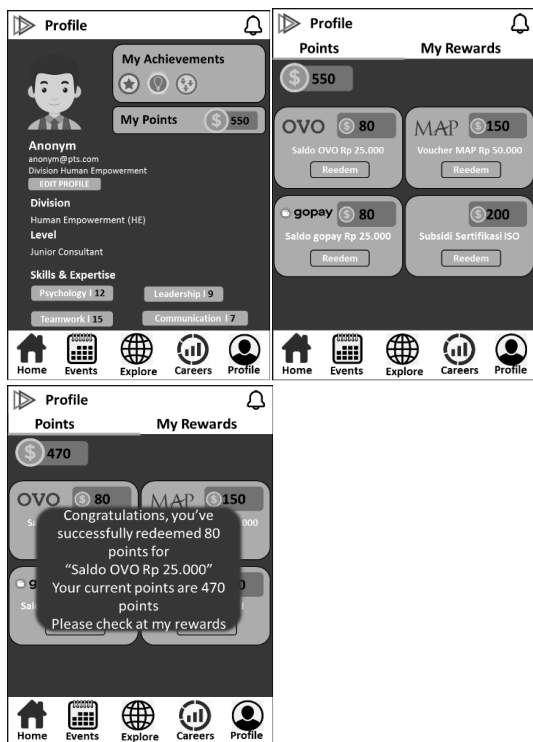 Profile
My Achievements
My Points 550
Anonym
anonym@pts.com
Division Human Empowerment
EDIT PROFILE
Division
Human Empowerment (HE)
Level
Junior Consultant
Skills & Expertise
Psychology | 12
Leadership | 9
Teamwork | 15
Communication | 7
Home Events Explore Careers Profile
Profile
Points My Rewards
$ 550
OVO $ 80
Saldo OVO Rp 25.000
Reedem
MAP $ 150
Voucher MAP Rp 50.000
Reedem
gopay $ 80
Saldo gopay Rp 25.000
Reedem
$ 200
Subsidi Sertifikasi ISO
Reedem
Home Events Explore Careers Profile
Profile
Points My Rewards
$ 470
OVO $ 80
MAP $ 150
Congratulations, you've
successfully redeemed 80
points for
"Saldo OVO Rp 25.000"
Your current points are 470
points
Please check at my rewards
Home Events Explore Careers Profile